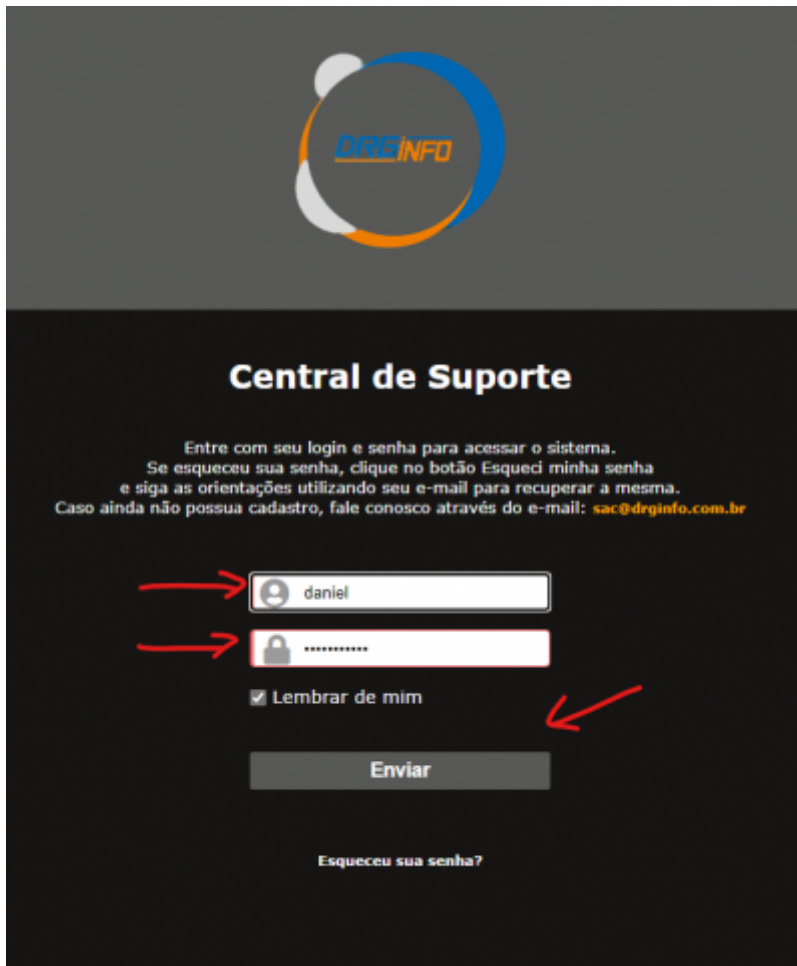 DRGINFO
Central de Suporte
Entre com seu login e senha para acessar o sistema.
Se esqueceu sua senha, clique no botão Esqueci minha senha
e siga as orientações utilizando seu e-mail para recuperar a mesma.
Caso ainda não possua cadastro, fale conosco através do e-mail: sac@drginfo.com.br
daniel
•••••••••••
Lembrar de mim
Enviar
Esqueceu sua senha?